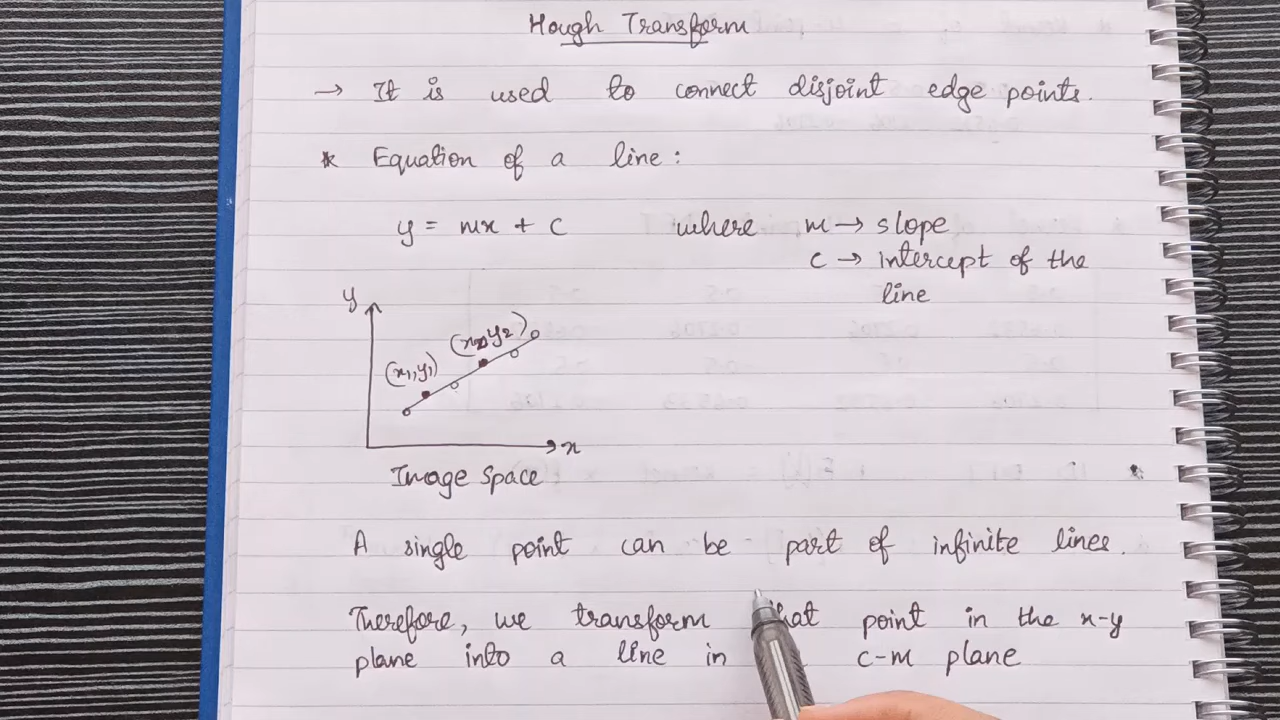 Hough Transform
→ It is used to connect disjoint edge points.
* Equation of a line:
y = mx + c where m → slope
c → intercept of the
line
y
(x1,y1) (x2,y2)
x
Image Space
A single point can be part of infinite lines.
Therefore, we transform that point in the x-y
plane into a line in c-m plane